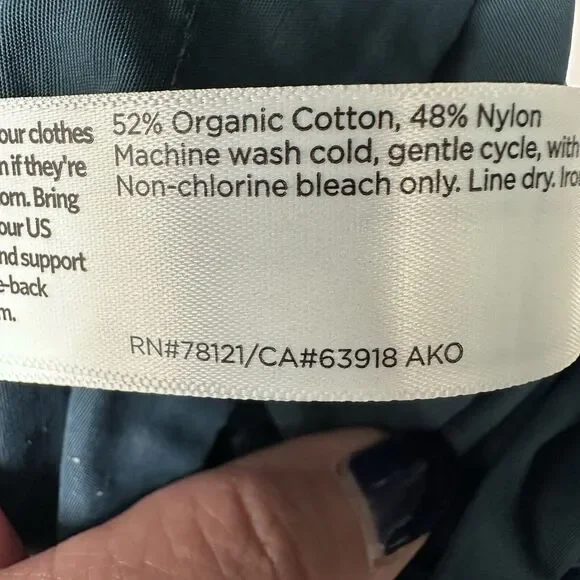 our clothes
if they're
orn. Bring
our US
nd support
e-back
m.
52% Organic Cotton, 48% Nylon
Machine wash cold, gentle cycle, with
Non-chlorine bleach only. Line dry. Iro
RN#78121/CA#63918 AKO